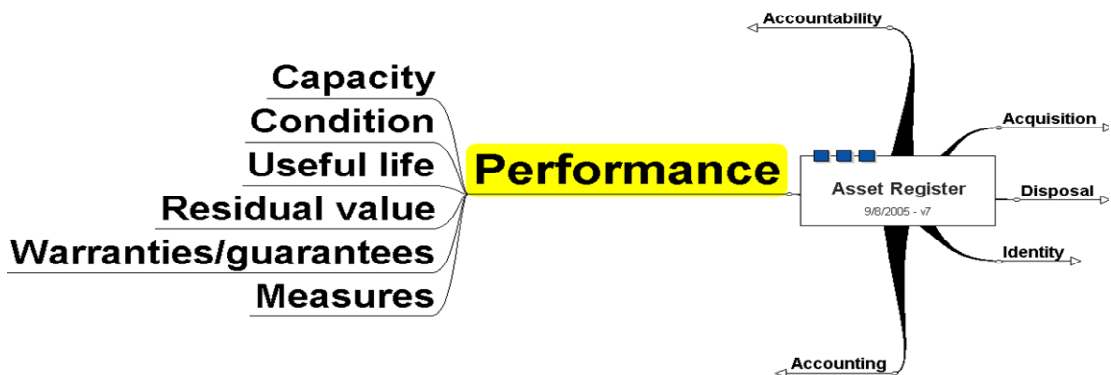 Accountability
Capacity
Condition
Useful life
Residual value
Warranties/guarantees
Measures
Performance
Asset Register
9/8/2005 - v7
Acquisition
Disposal
Identity
Accounting